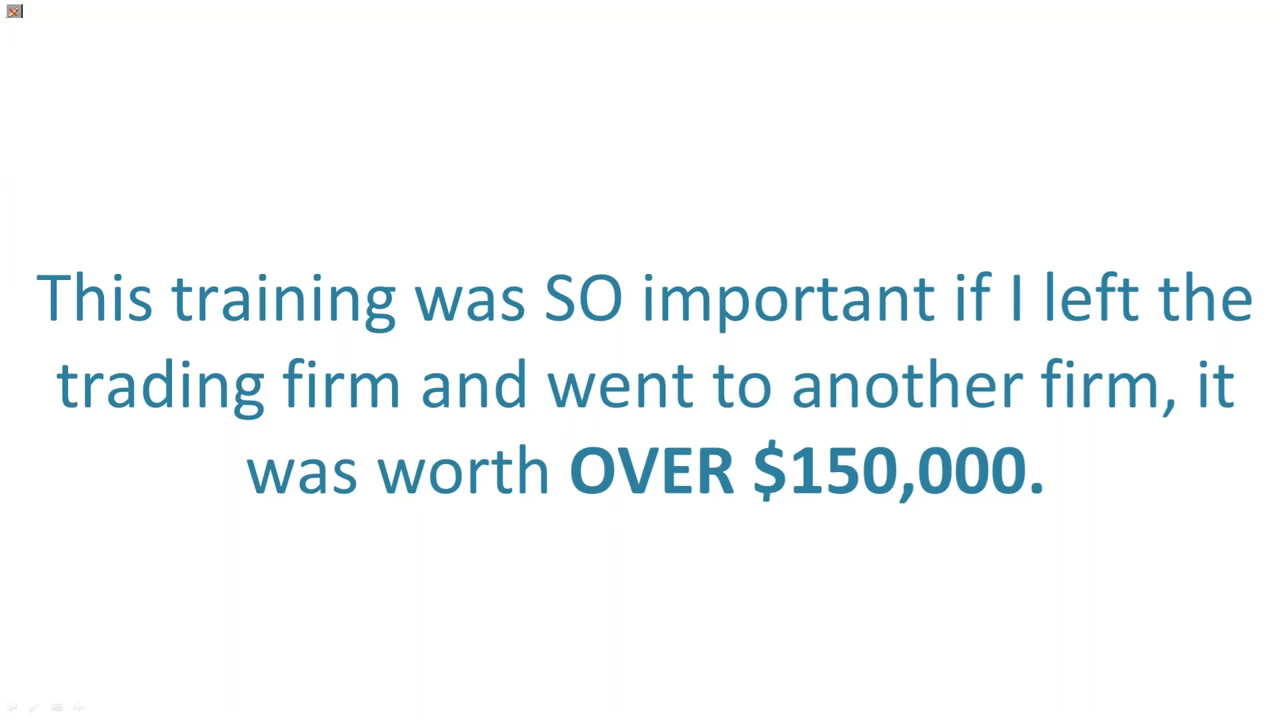 This training was SO important if I left the
trading firm and went to another firm, it
was worth OVER $150,000.